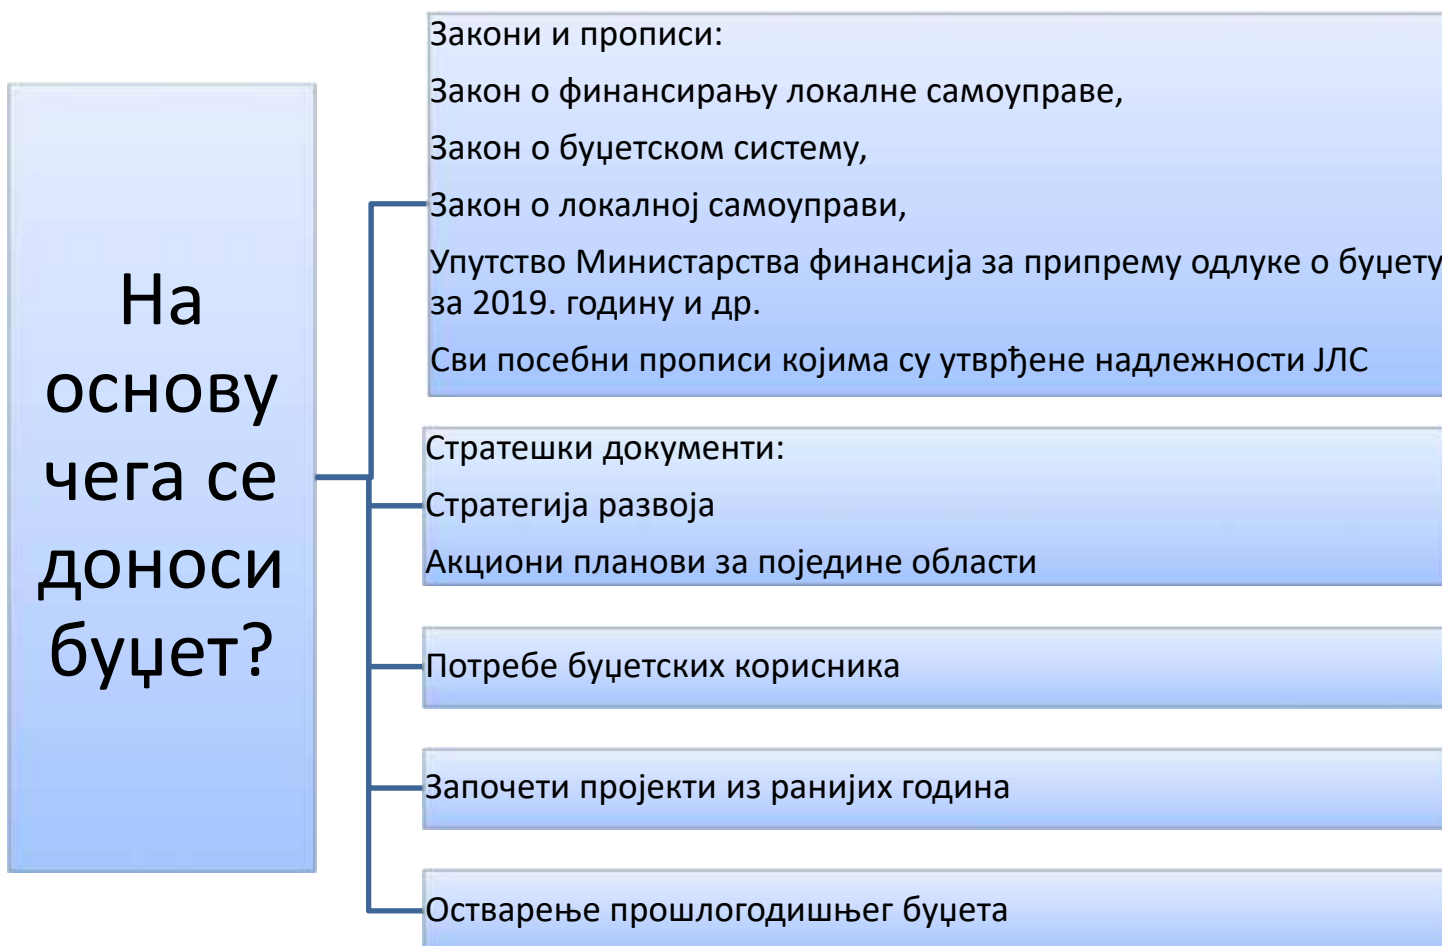 На
основу
чега се
доноси
буџет?
Закони и прописи:
Закон о финансирању локалне самоуправе,
Закон о буџетском систему,
Закон о локалној самоуправи,
Упутство Министарства финансија за припрему одлуке о буџету
за 2019. годину и др.
Сви посебни прописи којима су утврђене надлежности ЈЛС
Стратешки документи:
Стратегија развоја
Акциони планови за поједине области
Потребе буџетских корисника
Започети пројекти из ранијих година
Остварење прошлогодишњег буџета